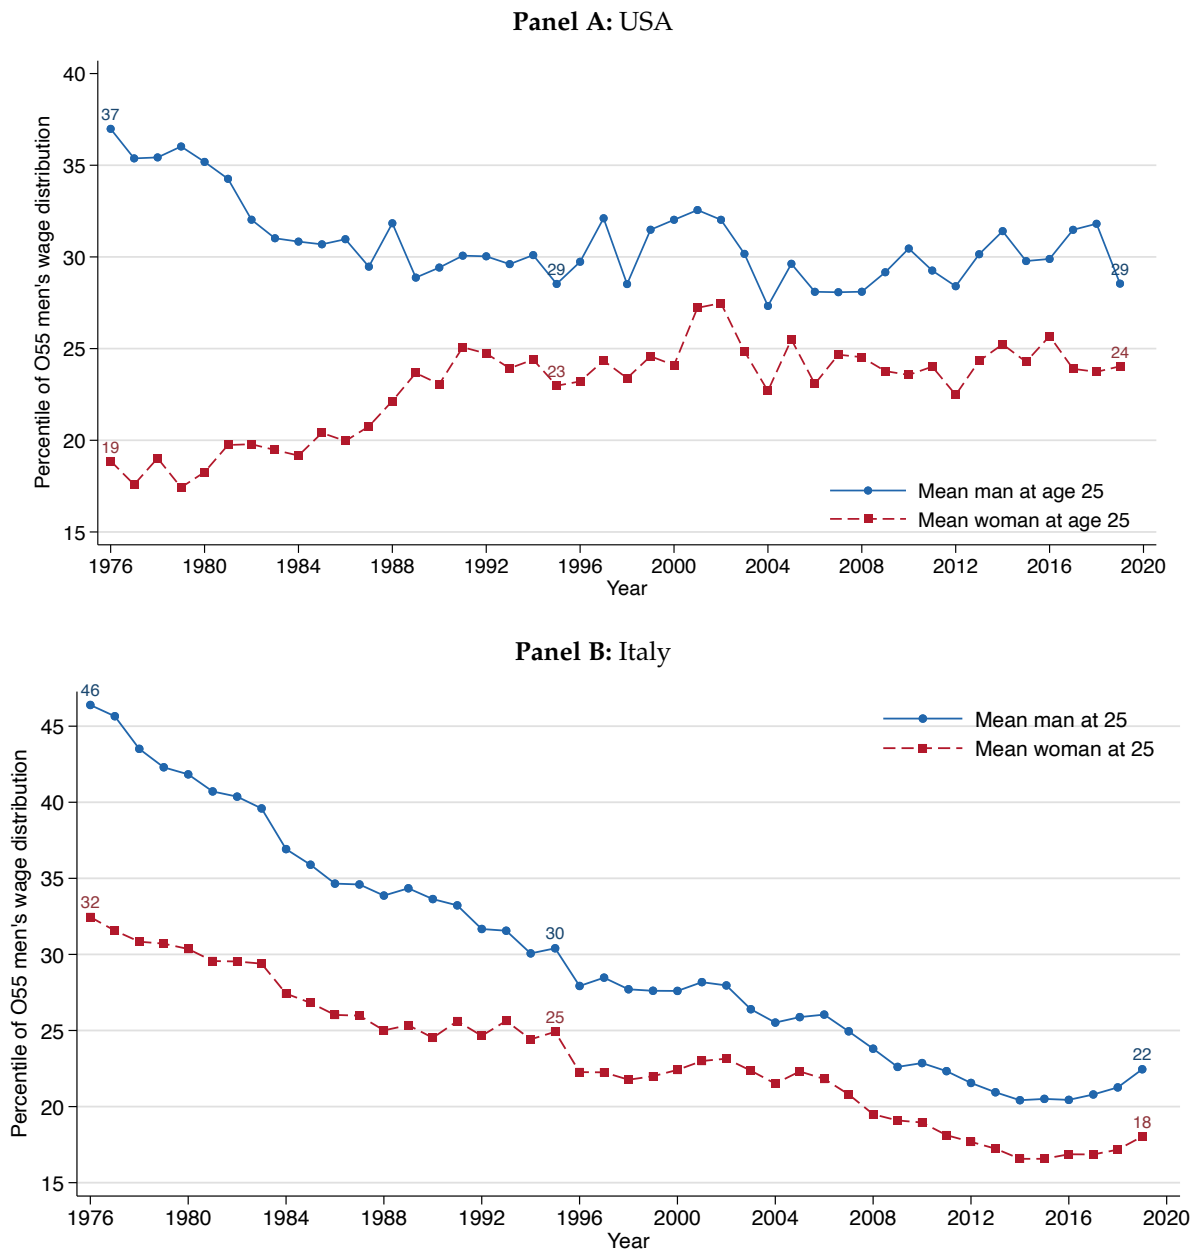 Panel A: USA
Percentile of O55 men's wage distribution
40
35
30
25
20
15
37
29
29
19
23
24
Mean man at age 25
Mean woman at age 25
1976 1980 1984 1988 1992 1996 2000 2004 2008 2012 2016 2020
Year
Panel B: Italy
Percentile of O55 men's wage distribution
45
40
35
30
25
20
15
46
30
22
32
25
18
Mean man at 25
Mean woman at 25
1976 1980 1984 1988 1992 1996 2000 2004 2008 2012 2016 2020
Year